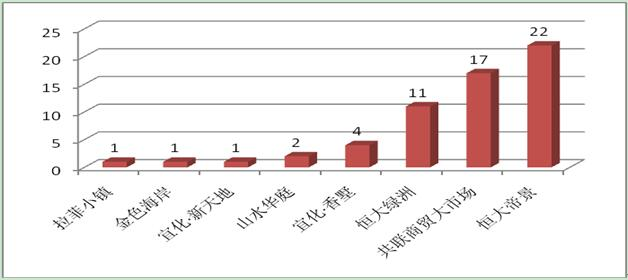 25
20
15
10
5
0
1
1
1
2
4
11
17
22
拉菲小镇
金色海岸
宜化·新天地
山水华庭
宜化·香墅
恒大绿洲
共联商贸大市场
恒大帝景